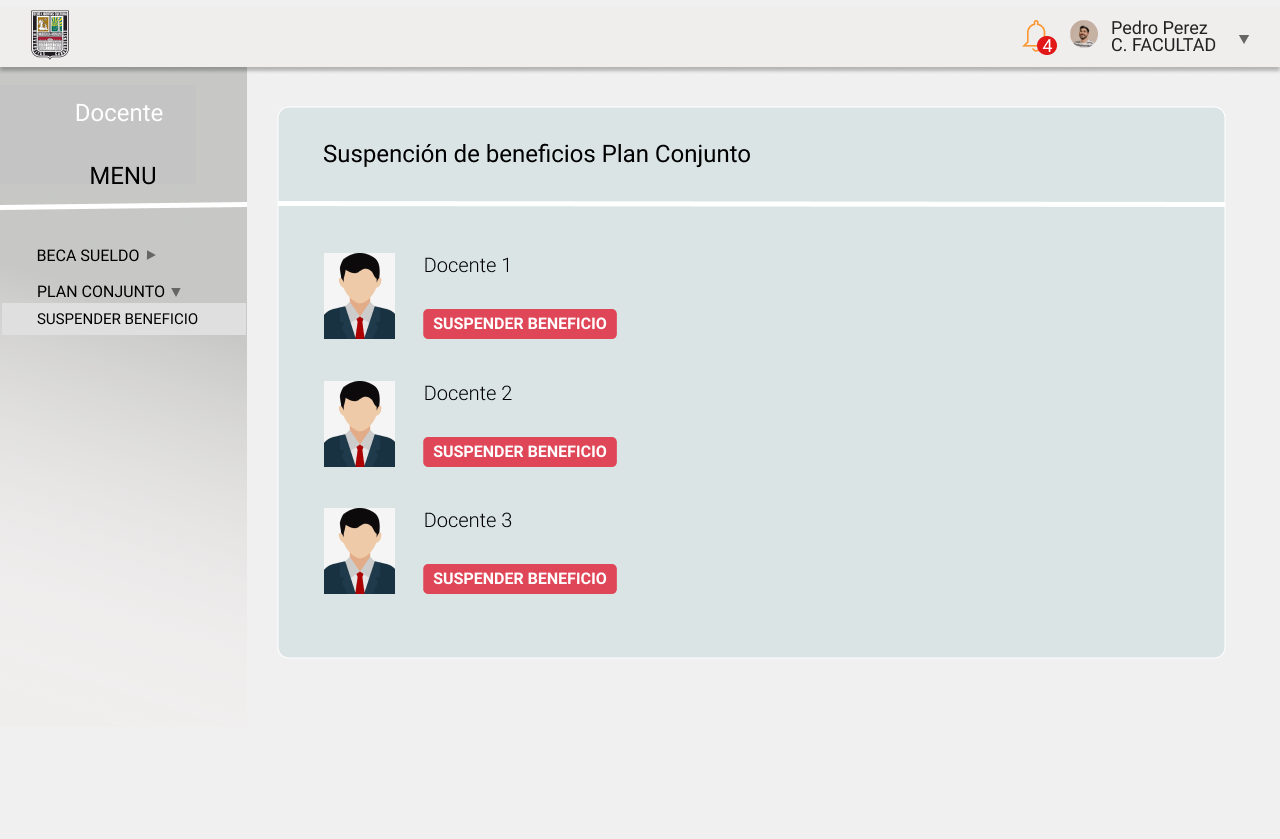 4
Pedro Perez
C. FACULTAD
Docente
MENU
BECA SUELDO
PLAN CONJUNTO
SUSPENDER BENEFICIO
Suspención de beneficios Plan Conjunto
Docente 1
SUSPENDER BENEFICIO
Docente 2
SUSPENDER BENEFICIO
Docente 3
SUSPENDER BENEFICIO